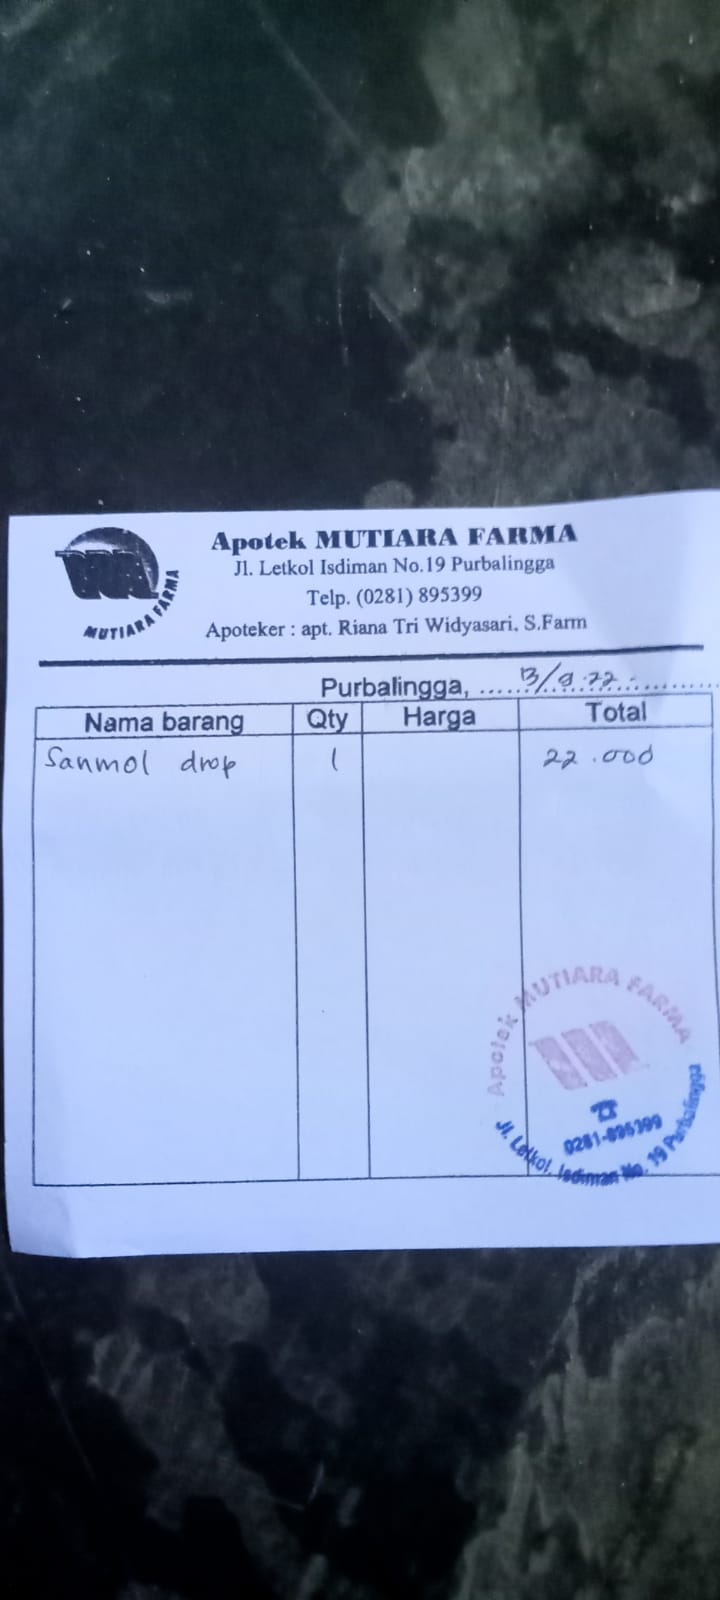 Apotek MUTIARA FARMA
Jl. Letkol Isdiman No.19 Purbalingga
Telp. (0281) 895399
Apoteker : apt. Riana Tri Widyasari, S.Farm
MUTIARA FARMA
Purbalingga, ......13/9.22..............
Nama barang Qty Harga Total
Sanmol drop 1 22.000
Apotek MUTIARA FARMA
0281-895399
Jl. Letkol. Isdiman No. 19 Purbalingga